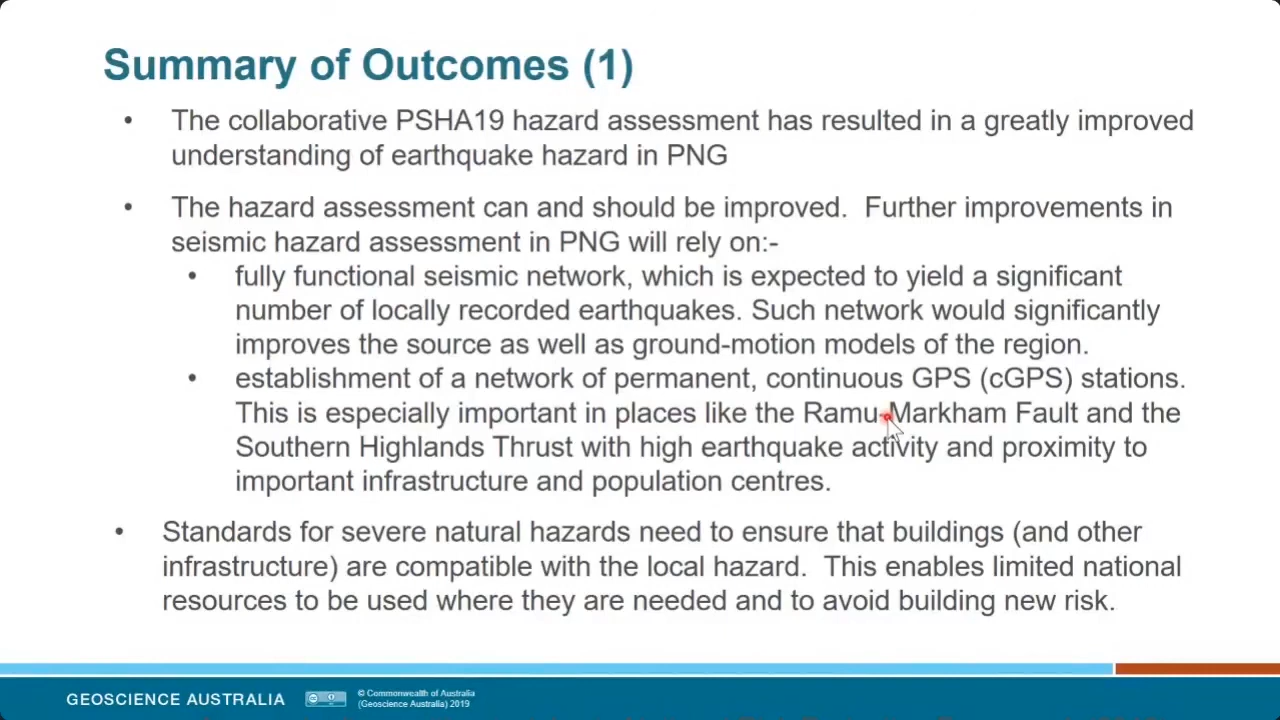 Summary of Outcomes (1)
• The collaborative PSHA19 hazard assessment has resulted in a greatly improved
understanding of earthquake hazard in PNG
• The hazard assessment can and should be improved.  Further improvements in
seismic hazard assessment in PNG will rely on:-
• fully functional seismic network, which is expected to yield a significant
number of locally recorded earthquakes. Such network would significantly
improves the source as well as ground-motion models of the region.
• establishment of a network of permanent, continuous GPS (cGPS) stations.
This is especially important in places like the Ramu-Markham Fault and the
Southern Highlands Thrust with high earthquake activity and proximity to
important infrastructure and population centres.
• Standards for severe natural hazards need to ensure that buildings (and other
infrastructure) are compatible with the local hazard.  This enables limited national
resources to be used where they are needed and to avoid building new risk.
GEOSCIENCE AUSTRALIA
© Commonwealth of Australia
(Geoscience Australia) 2019